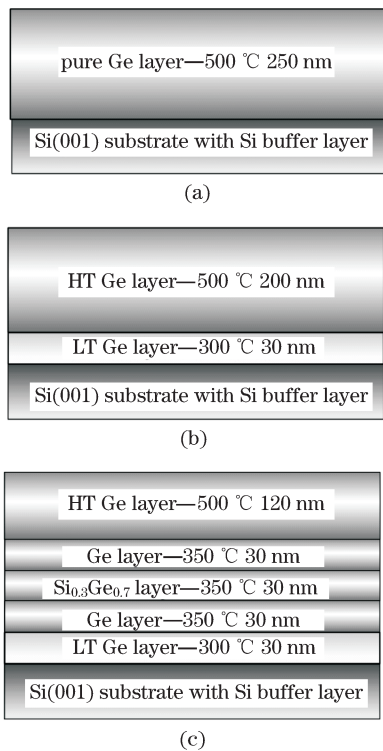 pure Ge layer—500 ℃ 250 nm
Si(001) substrate with Si buffer layer
(a)
HT Ge layer—500 ℃ 200 nm
LT Ge layer—300 ℃ 30 nm
Si(001) substrate with Si buffer layer
(b)
HT Ge layer—500 ℃ 120 nm
Ge layer—350 ℃ 30 nm
Si₀.₃Ge₀.₇ layer—350 ℃ 30 nm
Ge layer—350 ℃ 30 nm
LT Ge layer—300 ℃ 30 nm
Si(001) substrate with Si buffer layer
(c)